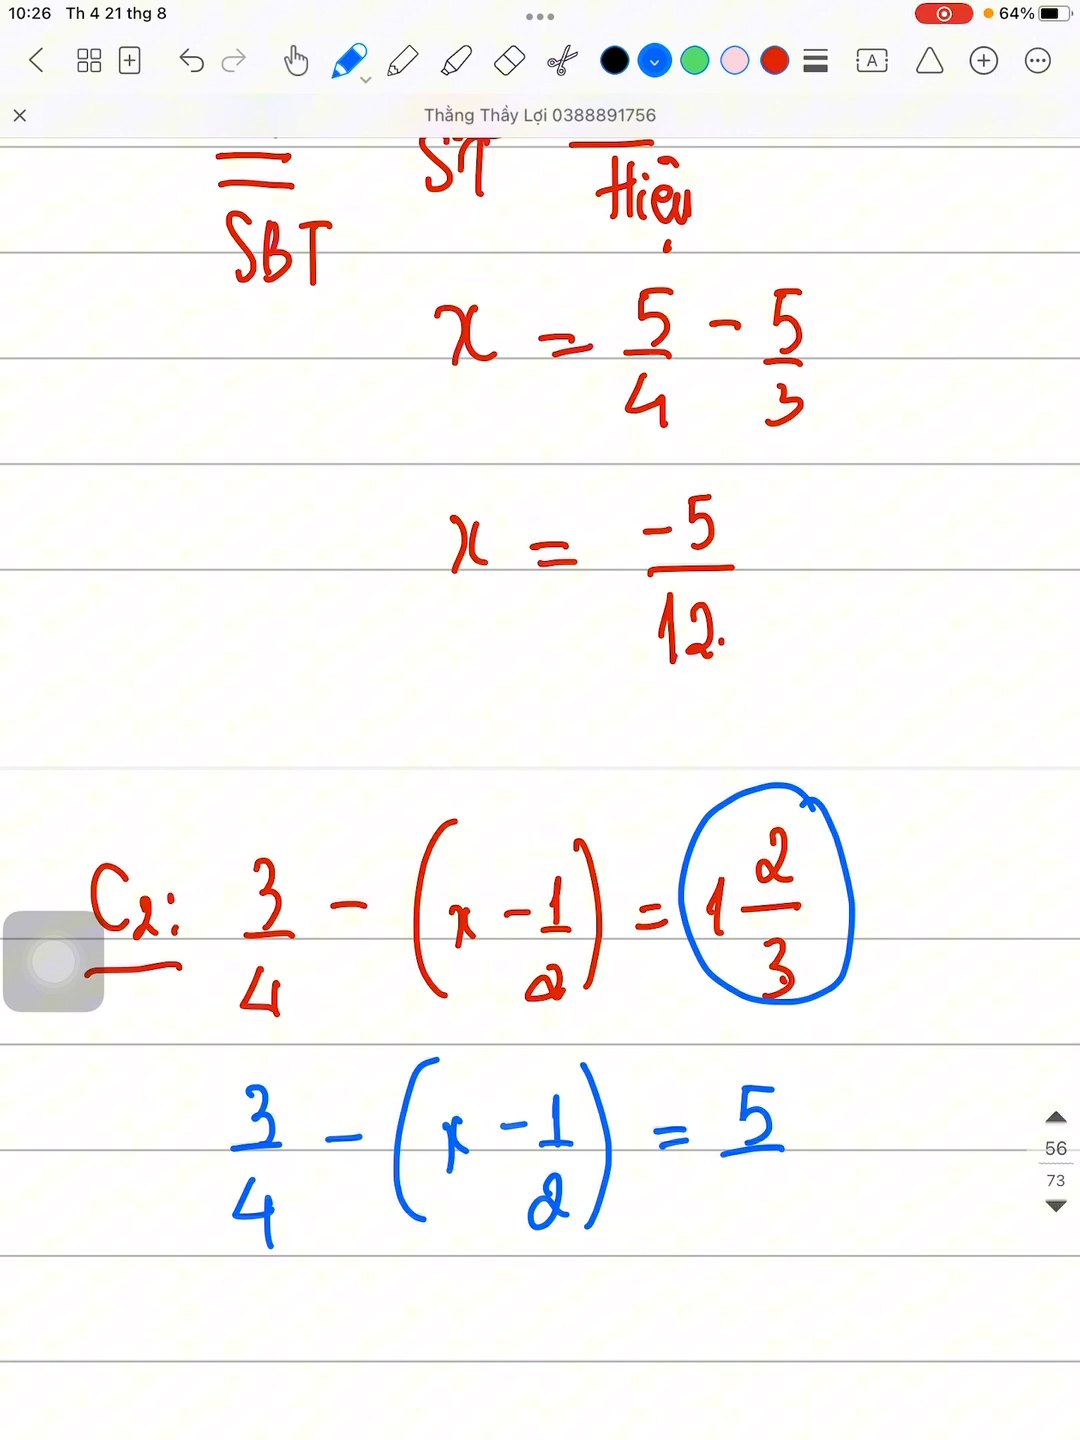 10:26 Th 4 21 thg 8
64%
A
Thằng Thầy Lợi 0388891756
ST
Hiệu
SBT
x = 5/4 - 5/3
x = -5/12.
C2: 3/4 - (x - 1/2) = 1 2/3
3/4 - (x - 1/2) = 5
56
73